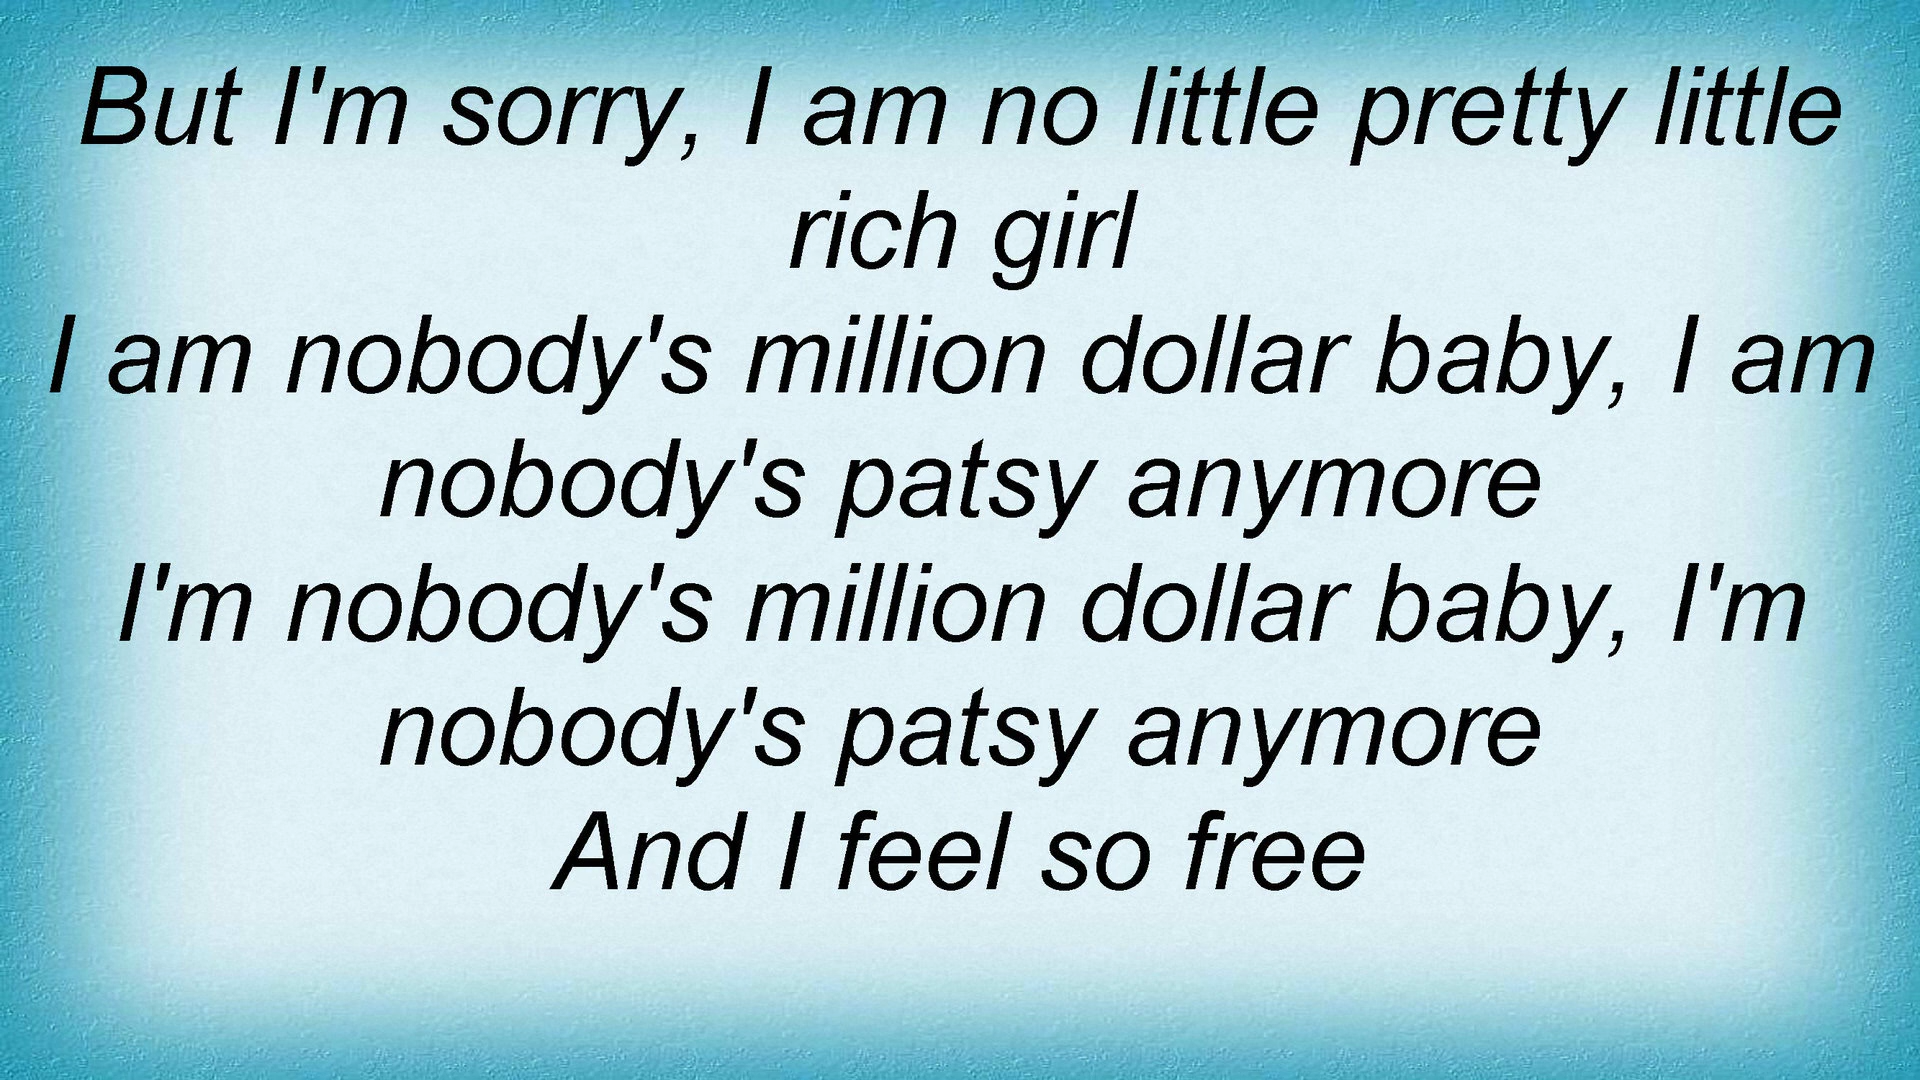 But I'm sorry, I am no little pretty little
rich girl
I am nobody's million dollar baby, I am
nobody's patsy anymore
I'm nobody's million dollar baby, I'm
nobody's patsy anymore
And I feel so free